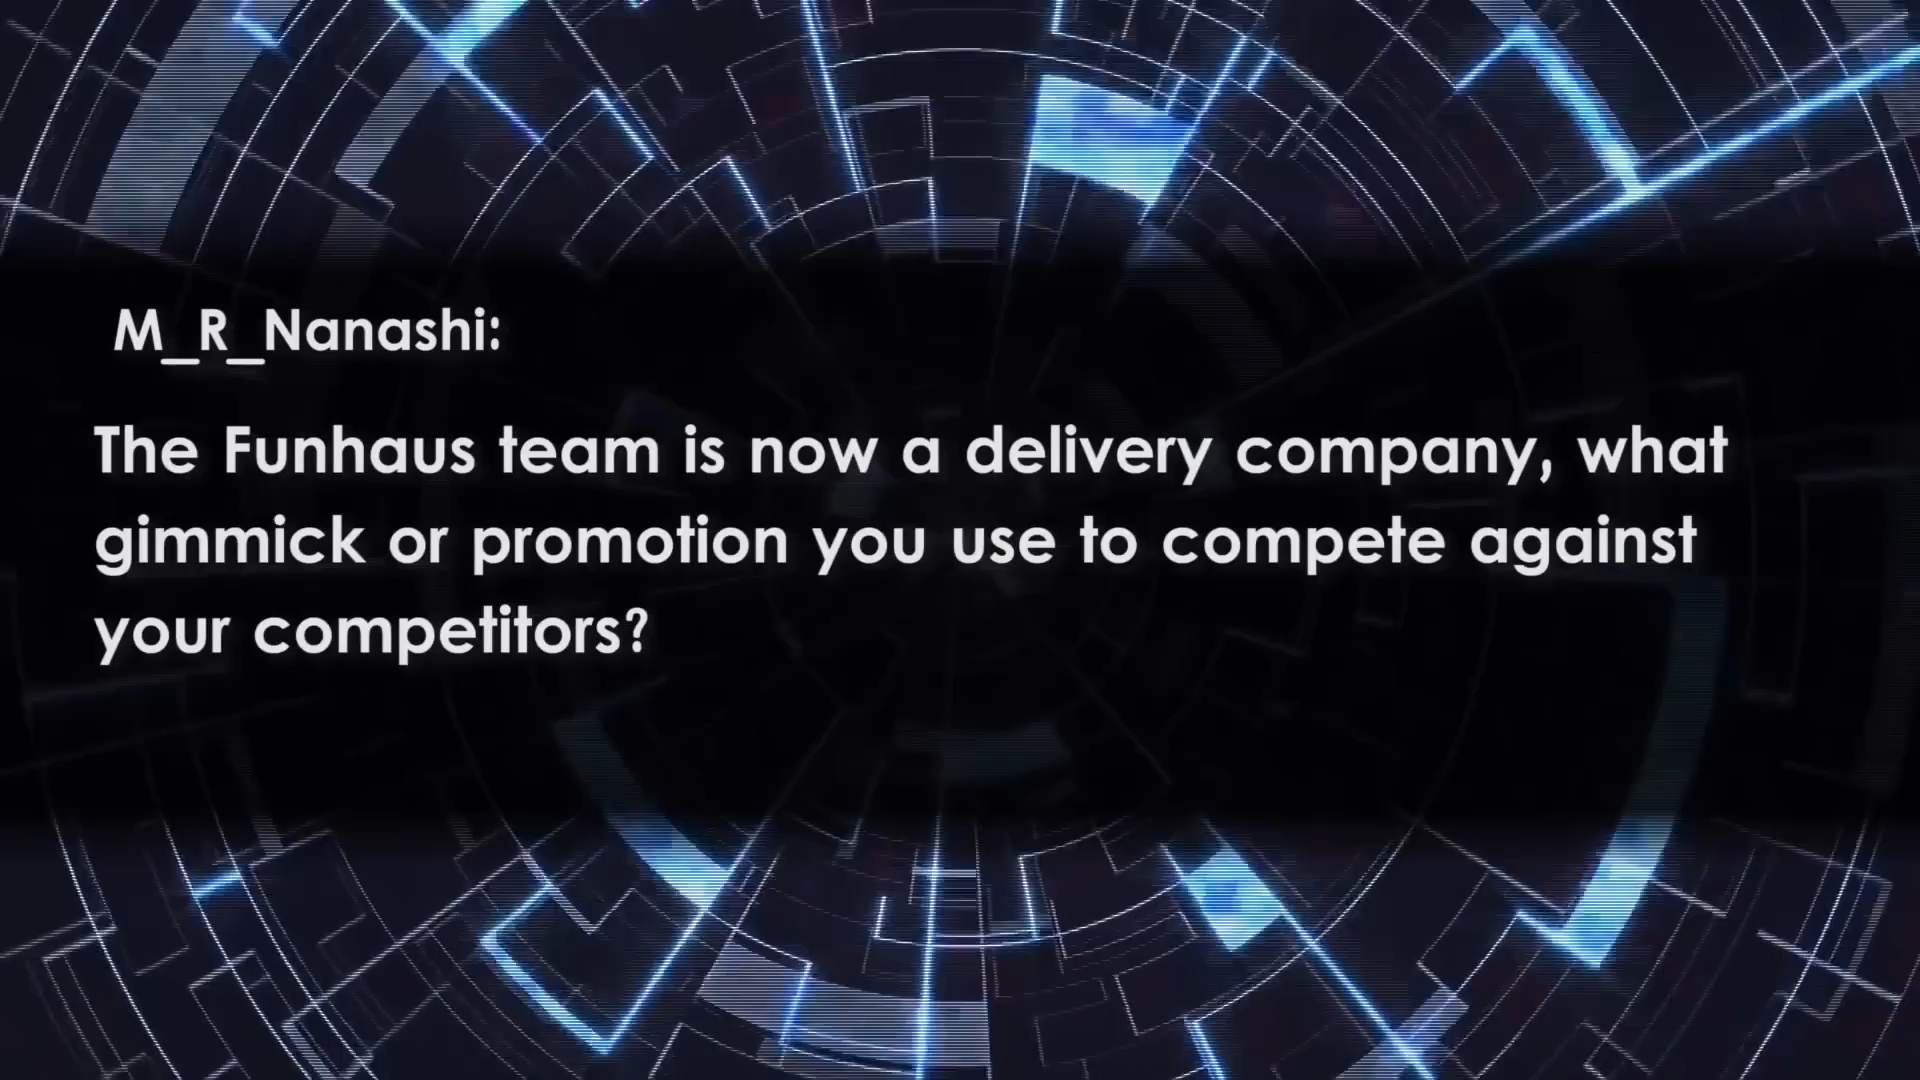 M_R_Nanashi:
The Funhaus team is now a delivery company, what
gimmick or promotion you use to compete against
your competitors?